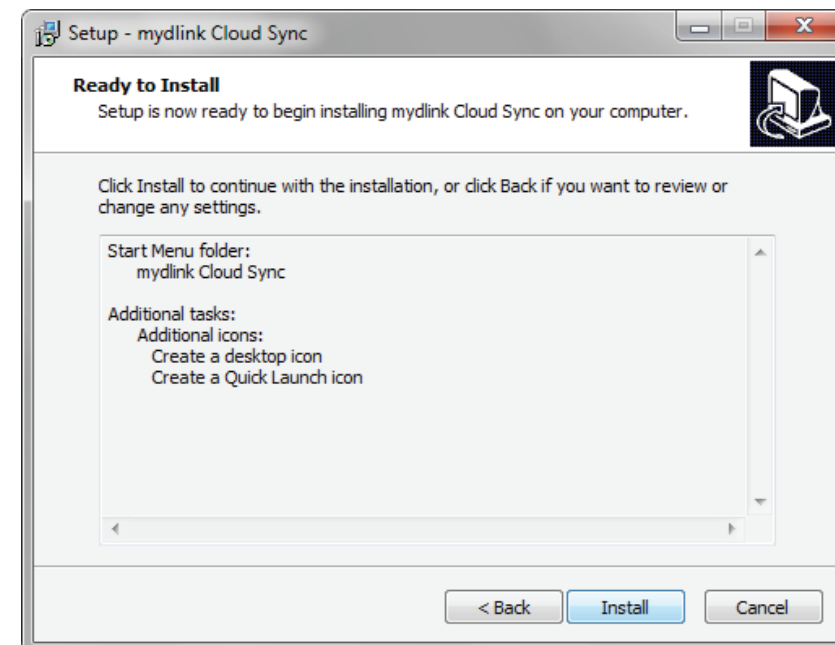 Setup - mydlink Cloud Sync
Ready to Install
Setup is now ready to begin installing mydlink Cloud Sync on your computer.
Click Install to continue with the installation, or click Back if you want to review or
change any settings.
Start Menu folder:
mydlink Cloud Sync
Additional tasks:
Additional icons:
Create a desktop icon
Create a Quick Launch icon
< Back
Install
Cancel